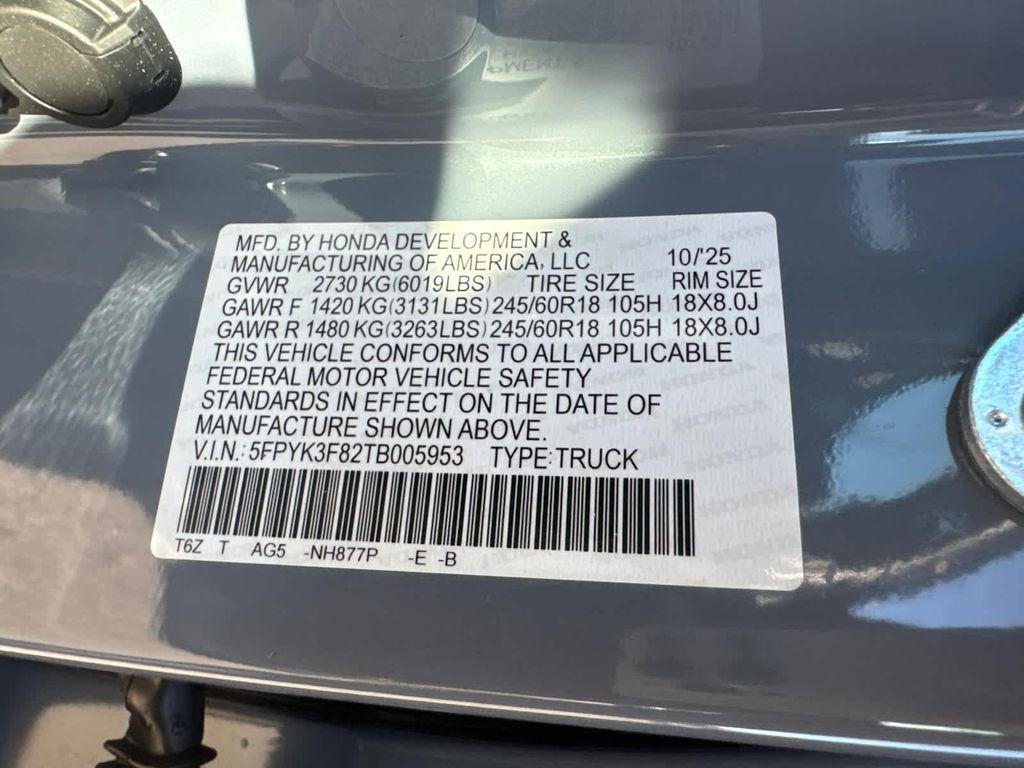 MFD. BY HONDA DEVELOPMENT &
MANUFACTURING OF AMERICA, LLC 10/'25
GVWR 2730 KG(6019LBS) TIRE SIZE RIM SIZE
GAWR F 1420 KG(3131LBS) 245/60R18 105H 18X8.0J
GAWR R 1480 KG(3263LBS) 245/60R18 105H 18X8.0J
THIS VEHICLE CONFORMS TO ALL APPLICABLE
FEDERAL MOTOR VEHICLE SAFETY
STANDARDS IN EFFECT ON THE DATE OF
MANUFACTURE SHOWN ABOVE.
V.I.N.: 5FPYK3F82TB005953 TYPE:TRUCK
T6Z T AG5 -NH877P -E -B